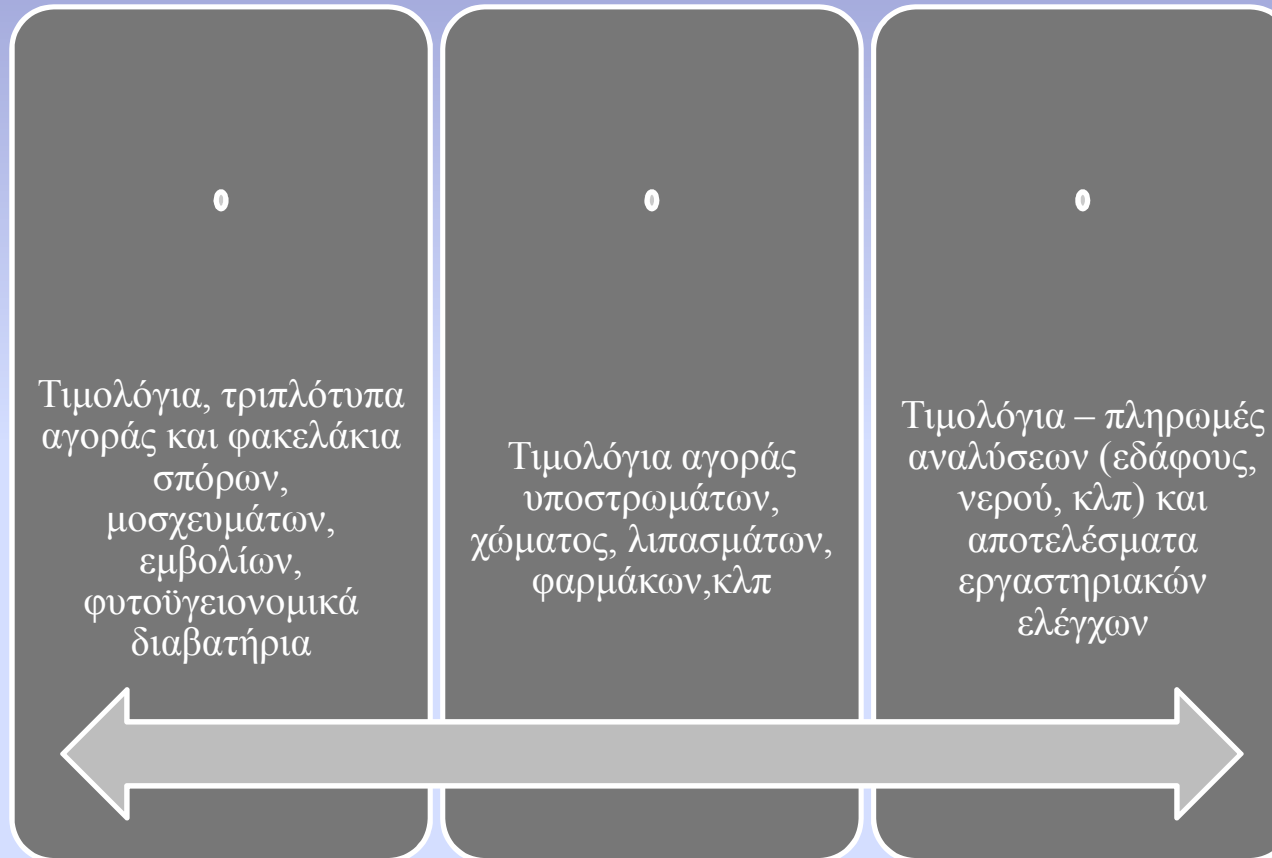 Τιμολόγια, τριπλότυπα
αγοράς και φακελάκια
σπόρων,
μοσχευμάτων,
εμβολίων,
φυτοϋγειονομικά
διαβατήρια
Τιμολόγια αγοράς
υποστρωμάτων,
χώματος, λιπασμάτων,
φαρμάκων,κλπ
Τιμολόγια – πληρωμές
αναλύσεων (εδάφους,
νερού, κλπ) και
αποτελέσματα
εργαστηριακών
ελέγχων